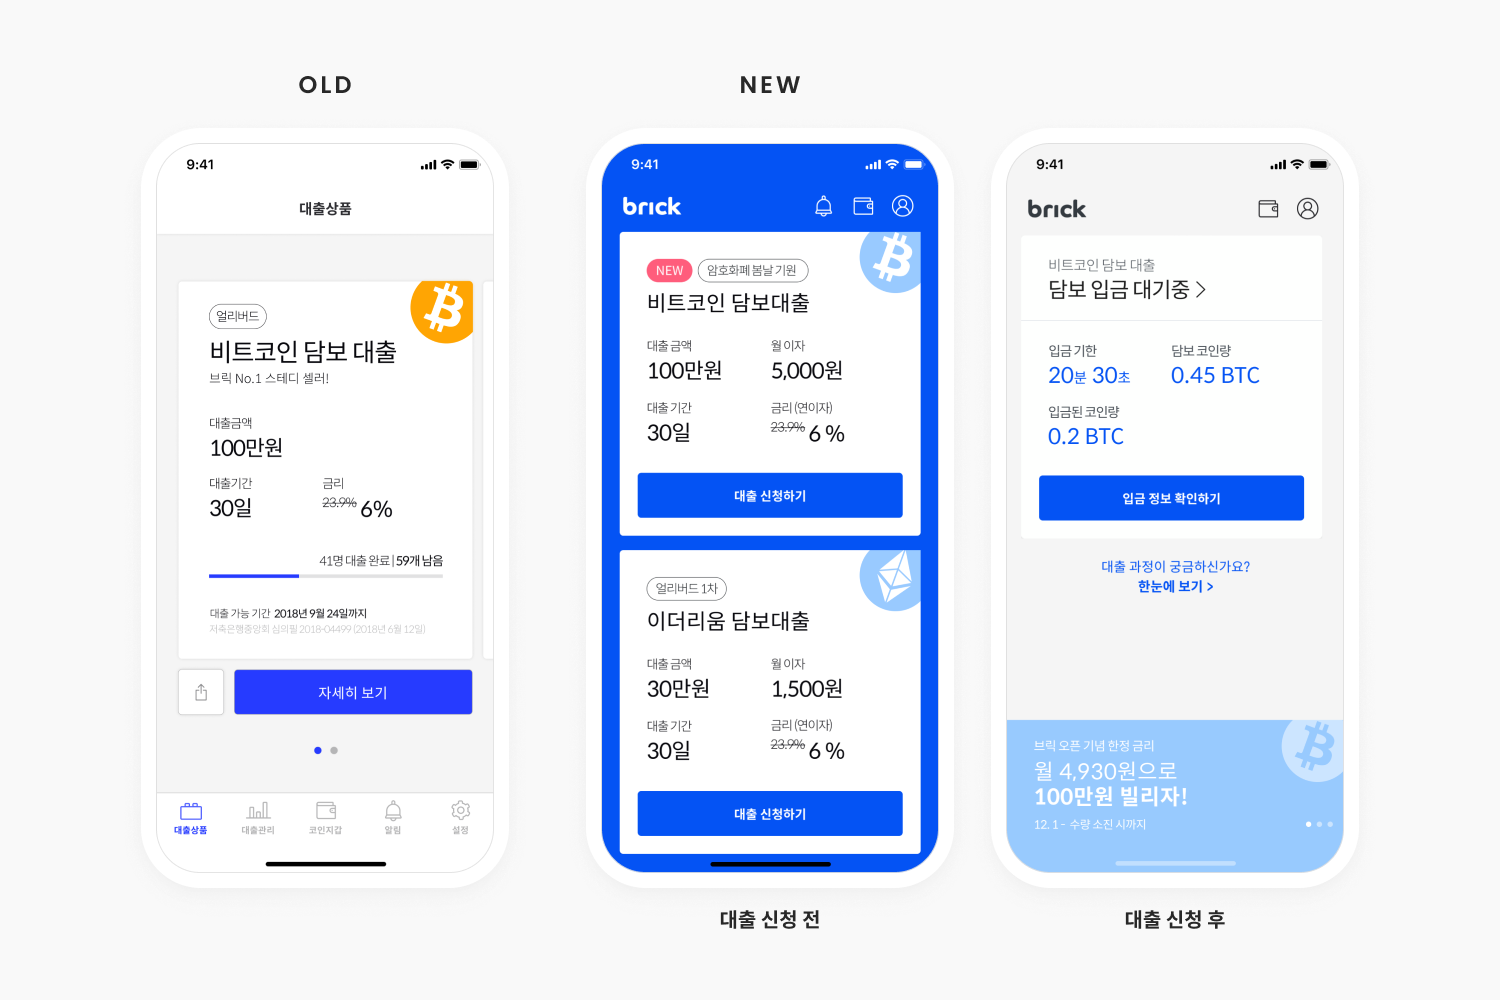 OLD
NEW
9:41
대출상품
얼리버드
비트코인 담보 대출
브릭 No.1 스테디 셀러!
대출금액
100만원
대출기간
금리
30일
23.9% 6%
41명 대출 완료 | 59개 남음
대출 가능 기간 2018년 9월 24일까지
저축은행중앙회 심의필 2018-04499 (2018년 6월 12일)
자세히 보기
대출상품
대출관리
코인지갑
알림
설정
9:41
brick
NEW
암호화폐 봄날 기원
비트코인 담보대출
대출 금액
월 이자
100만원
5,000원
대출 기간
금리 (연이자)
30일
23.9% 6 %
대출 신청하기
얼리버드 1차
이더리움 담보대출
대출 금액
월 이자
30만원
1,500원
대출 기간
금리 (연이자)
30일
23.9% 6 %
대출 신청하기
대출 신청 전
9:41
brick
비트코인 담보 대출
담보 입금 대기중 >
입금 기한
담보 코인량
20분 30초
0.45 BTC
입금된 코인량
0.2 BTC
입금 정보 확인하기
대출 과정이 궁금하신가요?
한눈에 보기 >
브릭 오픈 기념 한정 금리
월 4,930원으로
100만원 빌리자!
12. 1 - 수량 소진 시까지
대출 신청 후